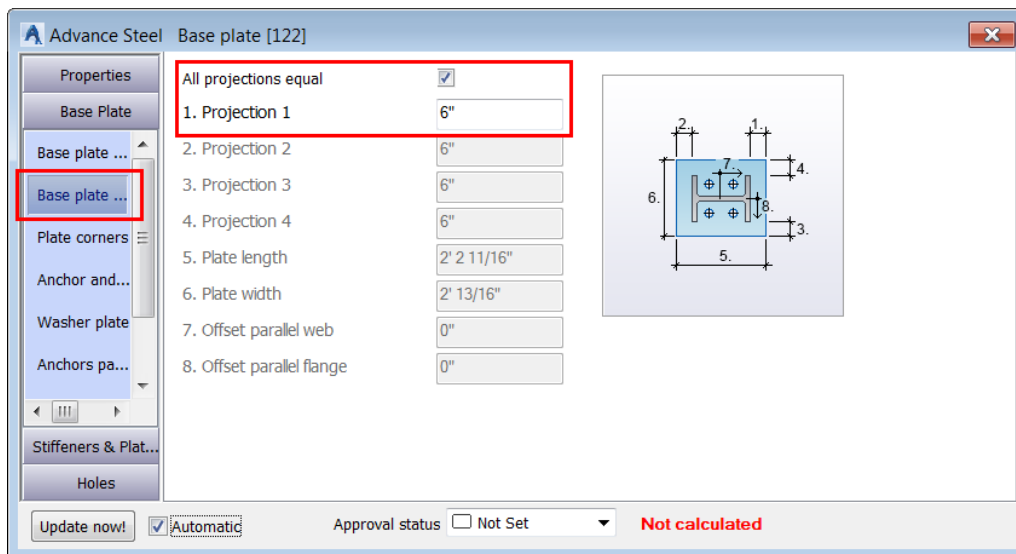 Advance Steel Base plate [122]
Properties
Base Plate
Base plate ...
Base plate ...
Plate corners
Anchor and...
Washer plate
Anchors pa...
Stiffeners & Plat...
Holes
All projections equal
1. Projection 1 6"
2. Projection 2 6"
3. Projection 3 6"
4. Projection 4 6"
5. Plate length 2' 2 11/16"
6. Plate width 2' 13/16"
7. Offset parallel web 0"
8. Offset parallel flange 0"
2. 1.
7. 4.
6. 8.
3.
5.
Update now! Automatic Approval status Not Set Not calculated